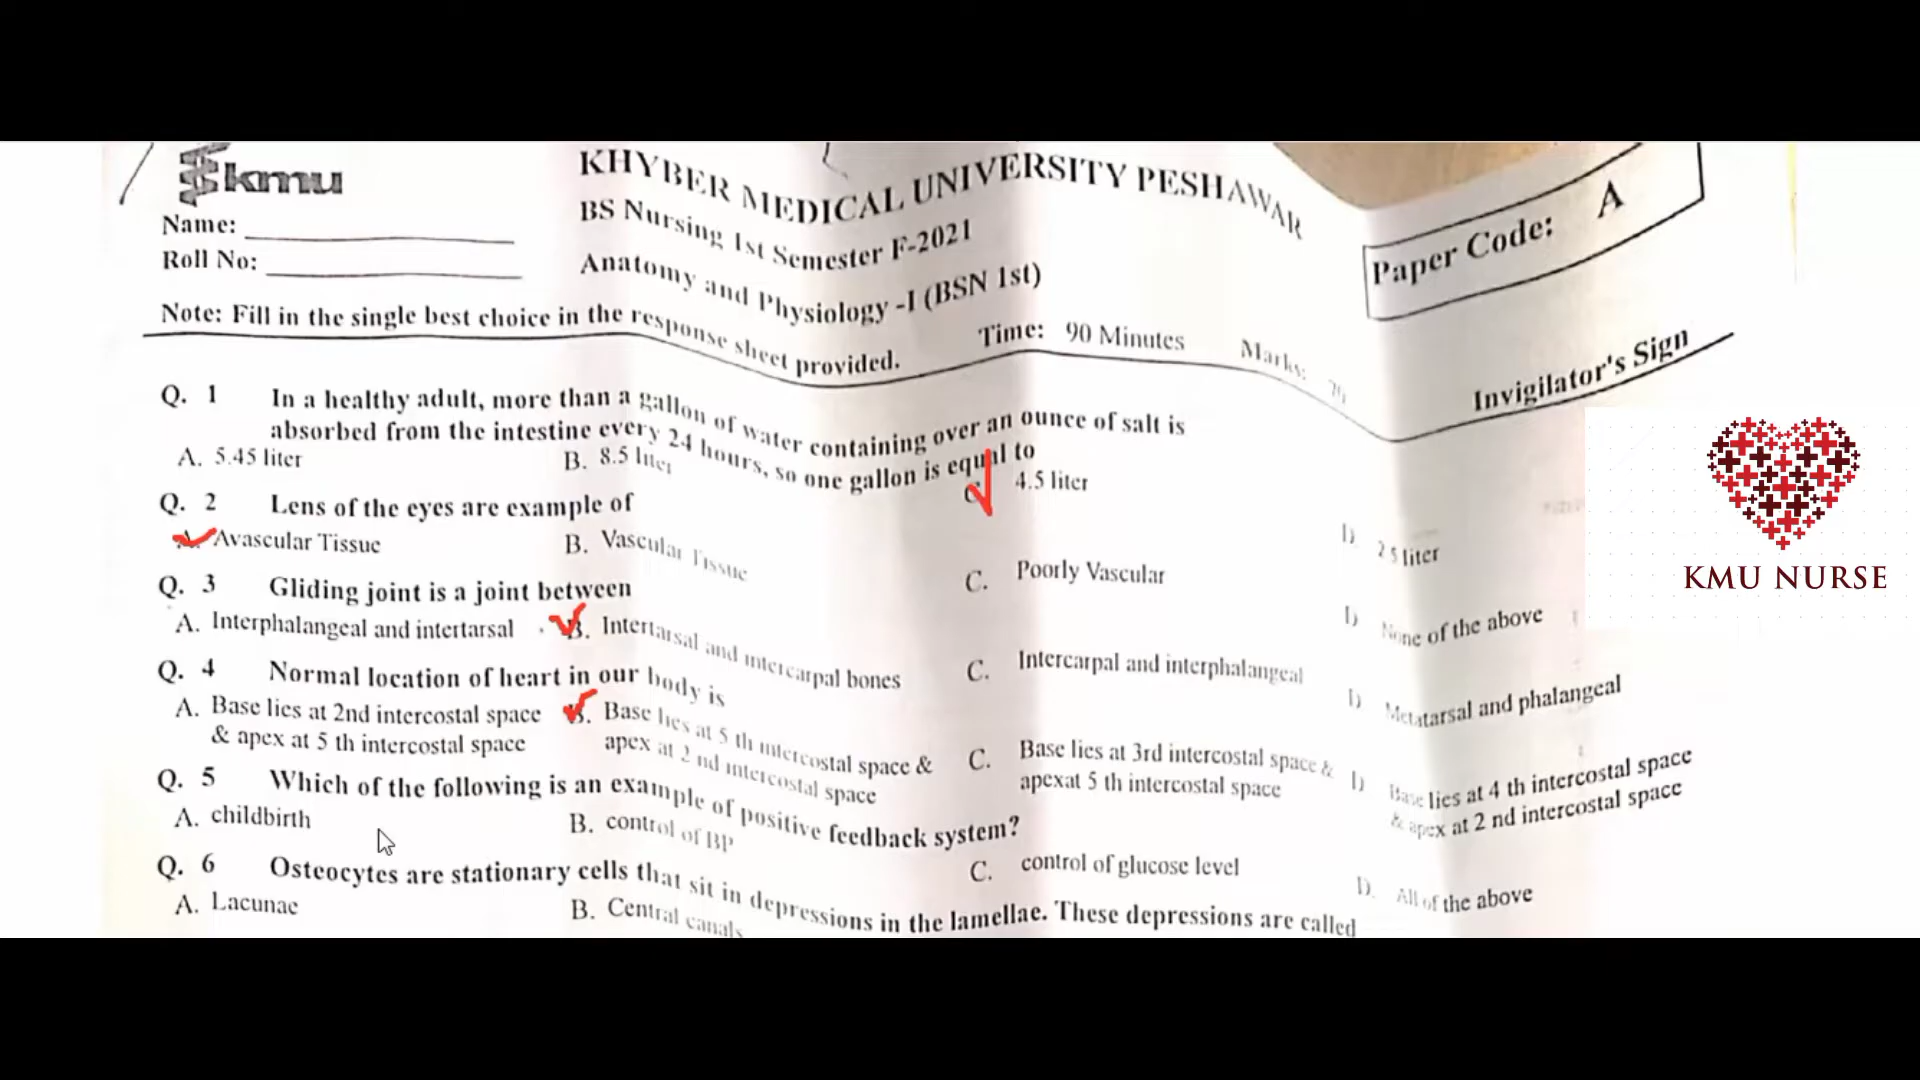 kmu
KHYBER MEDICAL UNIVERSITY PESHAWAR
BS Nursing 1st Semester F-2021
Anatomy and Physiology -I (BSN 1st)
Paper Code: A
Name:
Roll No:
Note: Fill in the single best choice in the response sheet provided.
Time: 90 Minutes
Marks: 70
Invigilator's Sign
Q. 1 In a healthy adult, more than a gallon of water containing over an ounce of salt is
absorbed from the intestine every 24 hours, so one gallon is equal to
A. 5.45 liter B. 8.5 liter C. 4.5 liter D. 2 5 liter
Q. 2 Lens of the eyes are example of
A. Avascular Tissue B. Vascular Tissue C. Poorly Vascular D. None of the above
Q. 3 Gliding joint is a joint between
A. Interphalangeal and intertarsal B. Intertarsal and intercarpal bones C. Intercarpal and interphalangeal D. Metatarsal and phalangeal
Q. 4 Normal location of heart in our body is
A. Base lies at 2nd intercostal space B. Base lies at 5 th intercostal space & C. Base lies at 3rd intercostal space & D. Base lies at 4 th intercostal space
& apex at 5 th intercostal space apex at 2 nd intercostal space apexat 5 th intercostal space & apex at 2 nd intercostal space
Q. 5 Which of the following is an example of positive feedback system?
A. childbirth B. control of BP C. control of glucose level D. All of the above
Q. 6 Osteocytes are stationary cells that sit in depressions in the lamellae. These depressions are called
A. Lacunae B. Central canals
KMU NURSE